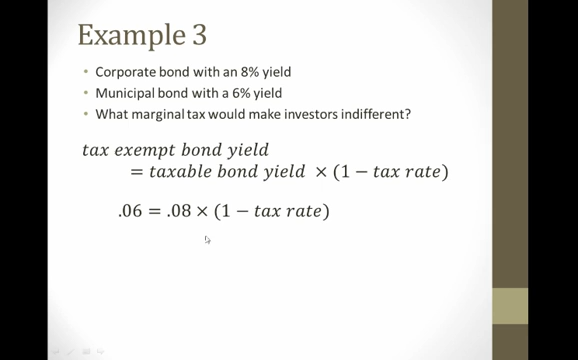 Example 3
• Corporate bond with an 8% yield
• Municipal bond with a 6% yield
• What marginal tax would make investors indifferent?
tax exempt bond yield
= taxable bond yield × (1 − tax rate)
.06 = .08 × (1 − tax rate)